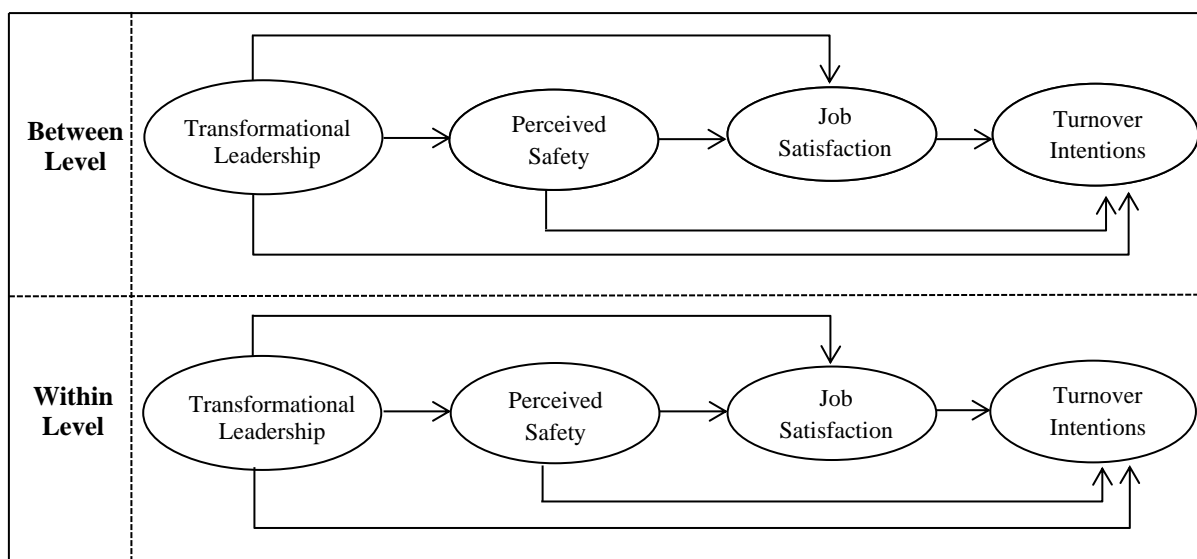 Between
Level
Transformational
Leadership
Perceived
Safety
Job
Satisfaction
Turnover
Intentions
Within
Level
Transformational
Leadership
Perceived
Safety
Job
Satisfaction
Turnover
Intentions